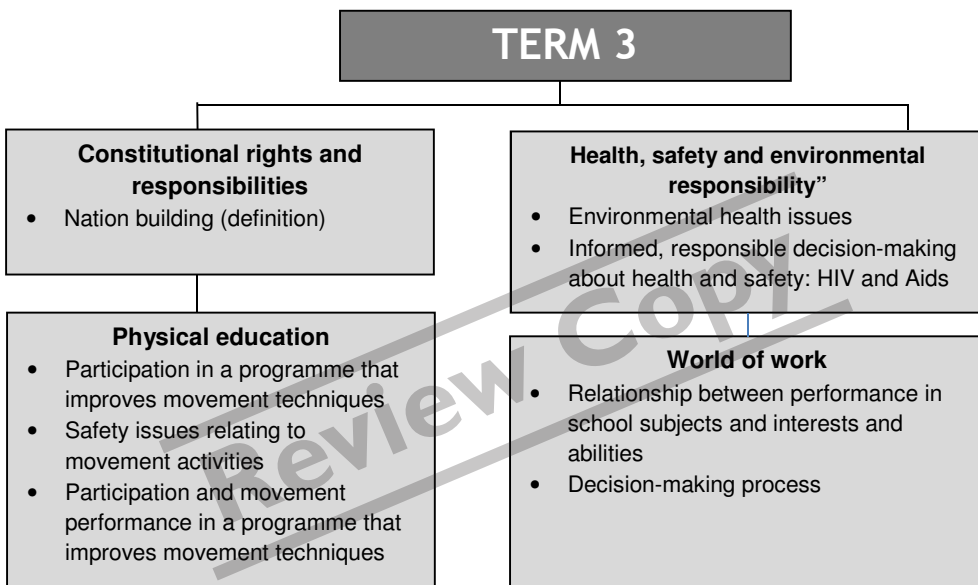 TERM 3
Constitutional rights and
responsibilities
• Nation building (definition)
Health, safety and environmental
responsibility”
• Environmental health issues
• Informed, responsible decision-making
about health and safety: HIV and Aids
Physical education
• Participation in a programme that
improves movement techniques
• Safety issues relating to
movement activities
• Participation and movement
performance in a programme that
improves movement techniques
World of work
• Relationship between performance in
school subjects and interests and
abilities
• Decision-making process
Review Copy